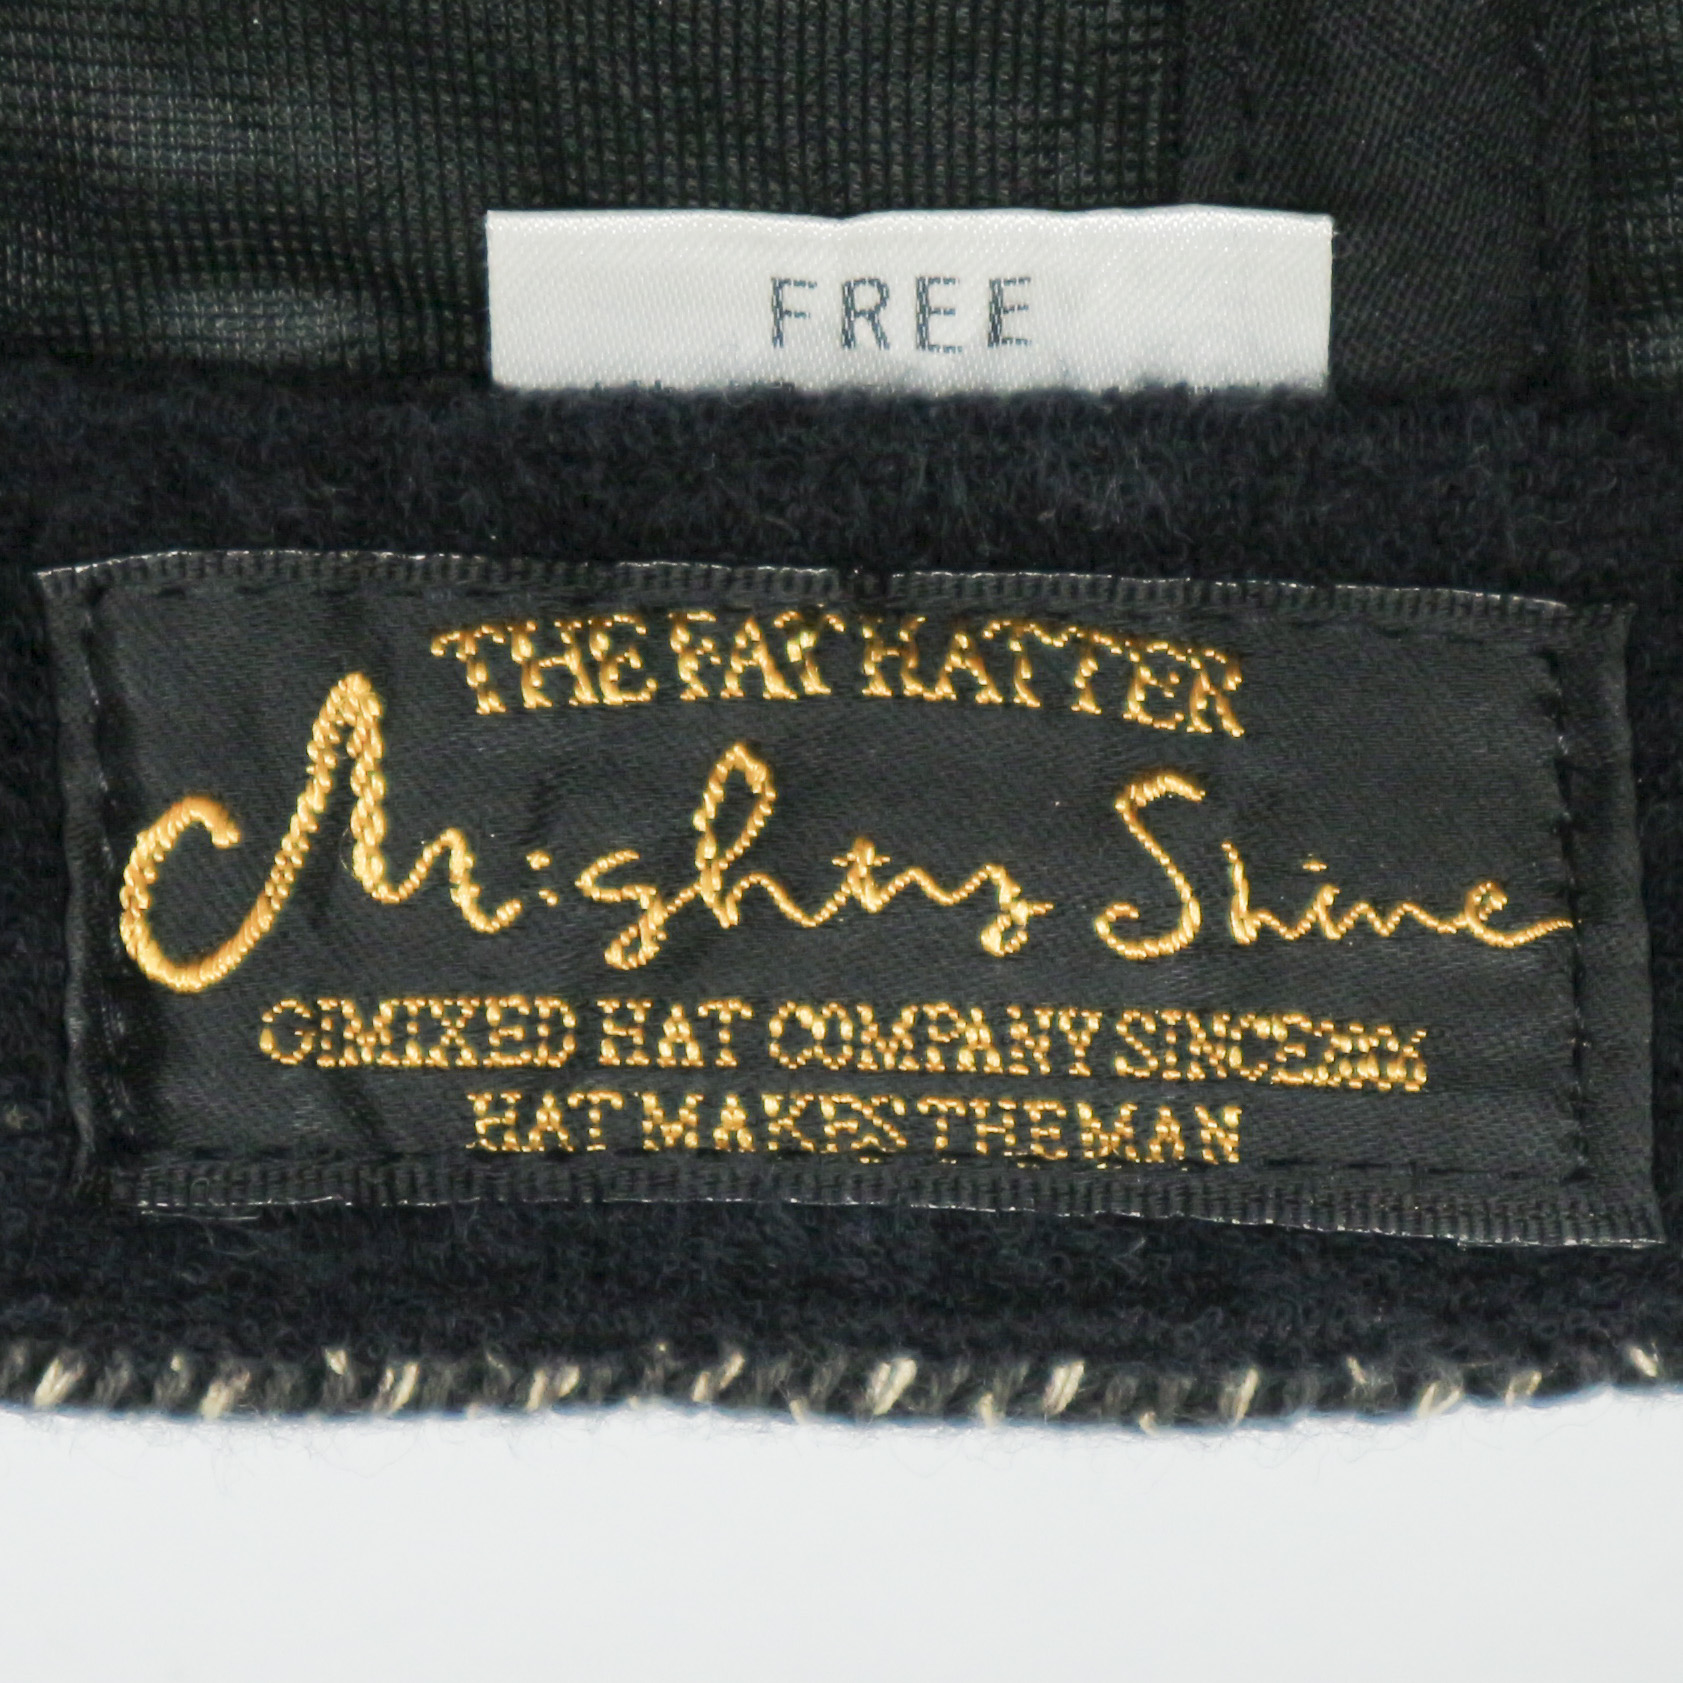 FREE
THE FAT HATTER
Mighty Shine
GIMIXED HAT COMPANY SINCE
HAT MAKES THE MAN